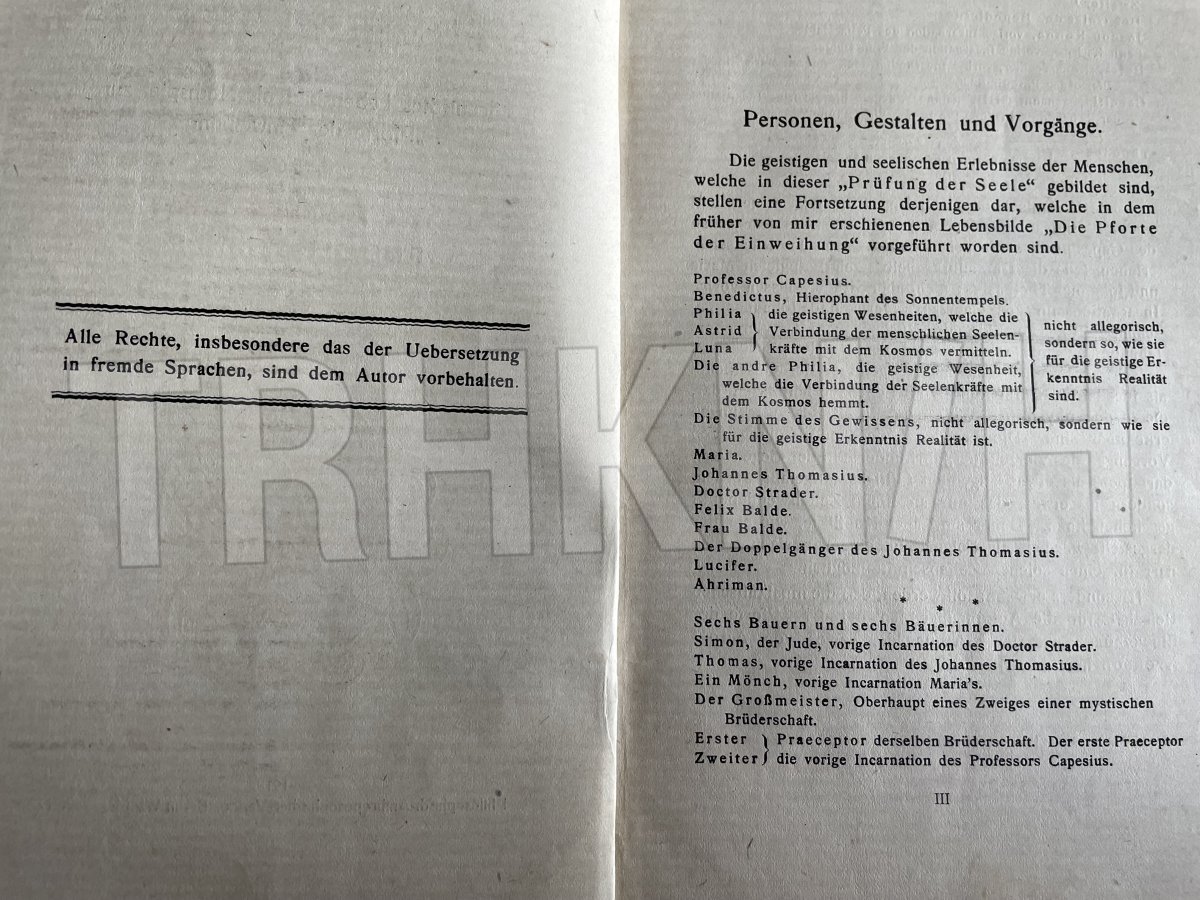 Alle Rechte, insbesondere das der Uebersetzung
in fremde Sprachen, sind dem Autor vorbehalten.
Personen, Gestalten und Vorgänge.
Die geistigen und seelischen Erlebnisse der Menschen,
welche in dieser „Prüfung der Seele“ gebildet sind,
stellen eine Fortsetzung derjenigen dar, welche in dem
früher von mir erschienenen Lebensbilde „Die Pforte
der Einweihung“ vorgeführt worden sind.
Professor Capesius.
Benedictus, Hierophant des Sonnentempels.
Philia
Astrid
Luna
die geistigen Wesenheiten, welche die
Verbindung der menschlichen Seelen-
kräfte mit dem Kosmos vermitteln.
Die andre Philia, die geistige Wesenheit,
welche die Verbindung der Seelenkräfte mit
dem Kosmos hemmt.
nicht allegorisch,
sondern so, wie sie
für die geistige Er-
kenntnis Realität
sind.
Die Stimme des Gewissens, nicht allegorisch, sondern wie sie
für die geistige Erkenntnis Realität ist.
Maria.
Johannes Thomasius.
Doctor Strader.
Felix Balde.
Frau Balde.
Der Doppelgänger des Johannes Thomasius.
Lucifer.
Ahriman.
* * *
Sechs Bauern und sechs Bäuerinnen.
Simon, der Jude, vorige Incarnation des Doctor Strader.
Thomas, vorige Incarnation des Johannes Thomasius.
Ein Mönch, vorige Incarnation Maria's.
Der Großmeister, Oberhaupt eines Zweiges einer mystischen
Brüderschaft.
Erster } Praeceptor derselben Brüderschaft. Der erste Praeceptor
Zweiter } die vorige Incarnation des Professors Capesius.
III